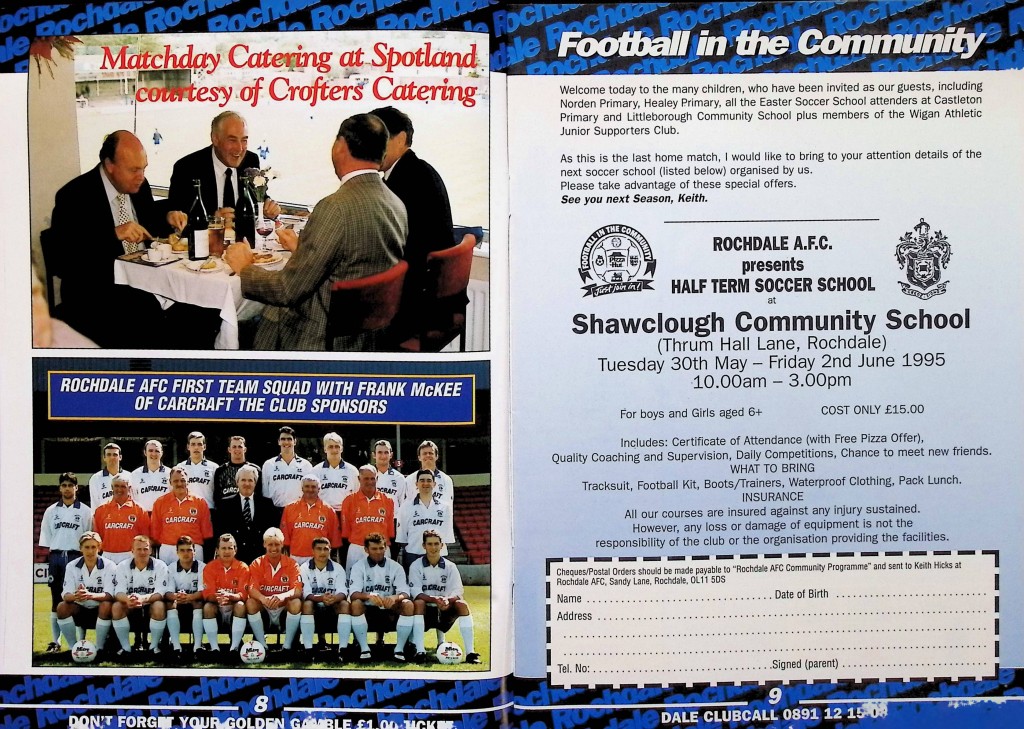 Matchday Catering at Spotland
courtesy of Crofters Catering
ROCHDALE AFC FIRST TEAM SQUAD WITH FRANK McKEE
OF CARCRAFT THE CLUB SPONSORS
CARCRAFT
8
DON'T FORGET YOUR GOLDEN GAMBLE £1.00 TICKET
Football in the Community
Welcome today to the many children, who have been invited as our guests, including
Norden Primary, Healey Primary, all the Easter Soccer School attenders at Castleton
Primary and Littleborough Community School plus members of the Wigan Athletic
Junior Supporters Club.
As this is the last home match, I would like to bring to your attention details of the
next soccer school (listed below) organised by us.
Please take advantage of these special offers.
See you next Season, Keith.
FOOTBALL IN THE COMMUNITY
Pizza Hut
Just join in!
ROCHDALE A.F.C.
presents
HALF TERM SOCCER SCHOOL
at
Shawclough Community School
(Thrum Hall Lane, Rochdale)
Tuesday 30th May – Friday 2nd June 1995
10.00am – 3.00pm
For boys and Girls aged 6+ COST ONLY £15.00
Includes: Certificate of Attendance (with Free Pizza Offer),
Quality Coaching and Supervision, Daily Competitions, Chance to meet new friends.
WHAT TO BRING
Tracksuit, Football Kit, Boots/Trainers, Waterproof Clothing, Pack Lunch.
INSURANCE
All our courses are insured against any injury sustained.
However, any loss or damage of equipment is not the
responsibility of the club or the organisation providing the facilities.
Cheques/Postal Orders should be made payable to "Rochdale AFC Community Programme" and sent to Keith Hicks at
Rochdale AFC, Sandy Lane, Rochdale, OL11 5DS
Name Date of Birth
Address
Tel. No: Signed (parent)
9
DALE CLUBCALL 0891 12 15